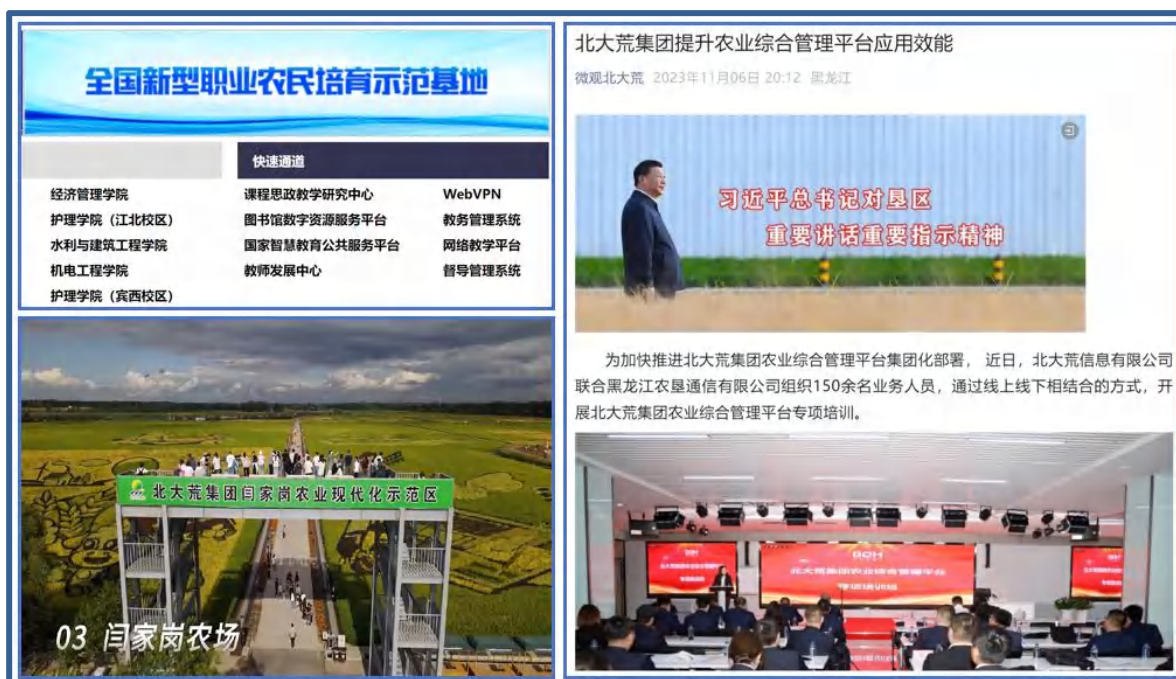 全国新型职业农民培育示范基地
快速通道
经济管理学院
护理学院（江北校区）
水利与建筑工程学院
机电工程学院
护理学院（宾西校区）
课程思政教学研究中心
图书馆数字资源服务平台
国家智慧教育公共服务平台
教师发展中心
WebVPN
教务管理系统
网络教学平台
督导管理系统
北大荒集团闫家岗农业现代化示范区
03 闫家岗农场
北大荒集团提升农业综合管理平台应用效能
微观北大荒 2023年11月06日 20:12 黑龙江
习近平总书记对垦区
重要讲话重要指示精神
为加快推进北大荒集团农业综合管理平台集团化部署， 近日，北大荒信息有限公司
联合黑龙江农垦通信有限公司组织150余名业务人员，通过线上线下相结合的方式，开
展北大荒集团农业综合管理平台专项培训。
BDH
北大荒集团农业综合管理平台
专项培训班